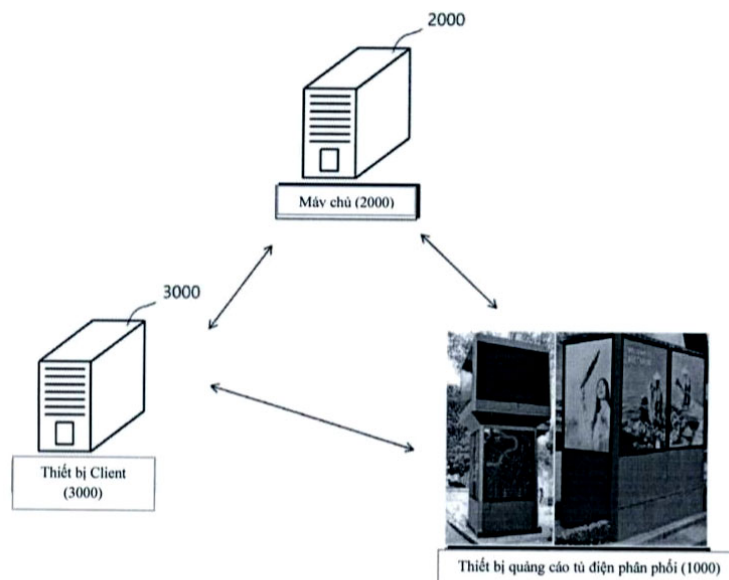 2000
Máy chủ (2000)
3000
Thiết bị Client
(3000)
Thiết bị quảng cáo tủ điện phân phối (1000)